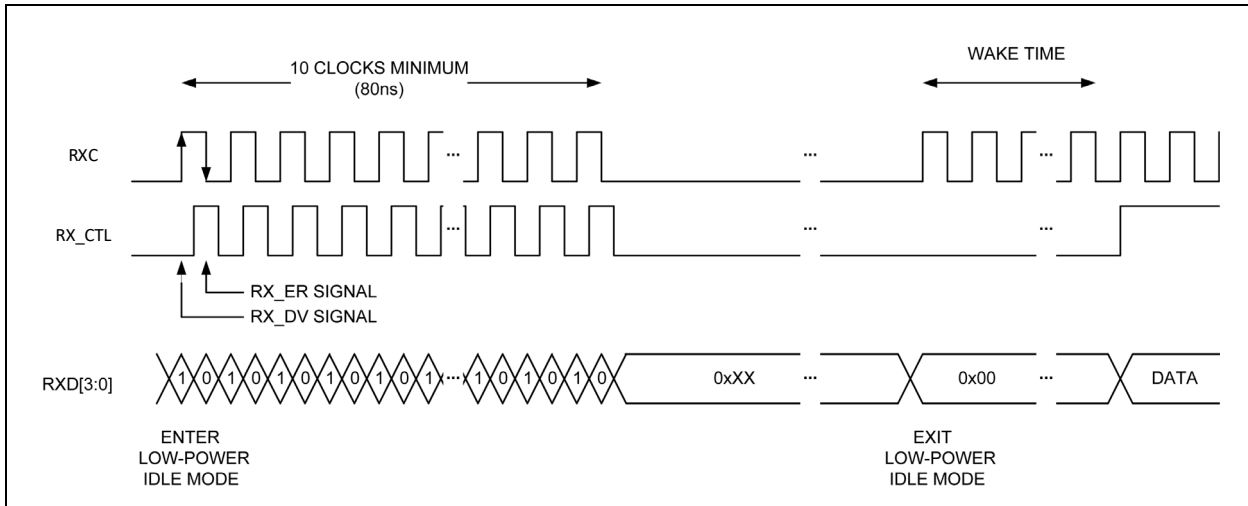 10 CLOCKS MINIMUM
(80ns)
WAKE TIME
RXC
...
...
...
RX_CTL
...
...
...
RX_ER SIGNAL
RX_DV SIGNAL
RXD[3:0]
1 0 1 0 1 0 1 0 1 0 1 ... 1 0 1 0 1 0
0xXX
...
0x00
...
DATA
ENTER
LOW-POWER
IDLE MODE
EXIT
LOW-POWER
IDLE MODE